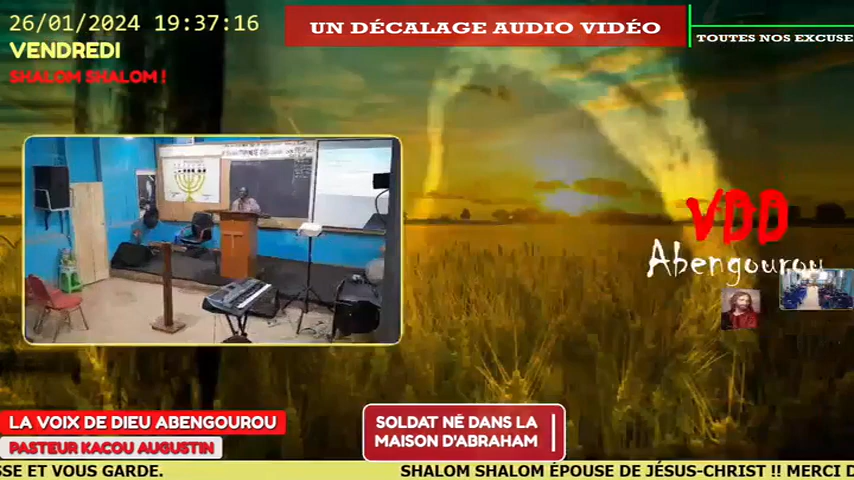 26/01/2024 19:37:16
VENDREDI
SHALOM SHALOM !
UN DÉCALAGE AUDIO VIDÉO
TOUTES NOS EXCUSE
VDD
Abengourou
LA VOIX DE DIEU ABENGOUROU
PASTEUR KACOU AUGUSTIN
SOLDAT NÉ DANS LA
MAISON D'ABRAHAM
SSE ET VOUS GARDE.
SHALOM SHALOM ÉPOUSE DE JÉSUS-CHRIST !! MERCI D